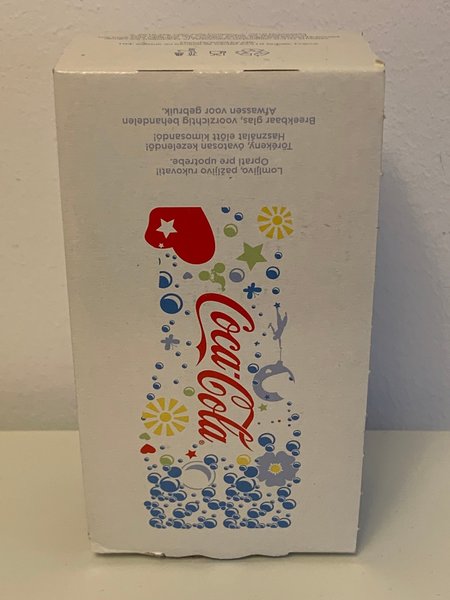 Lomljivo, pažljivo rukovati!
Oprati pre upotrebe.
Törékeny, óvatosan kezelendő!
Használat előtt kimosandó!
Breekbaar glas, voorzichtig behandelen
Afwassen voor gebruik.
Coca-Cola®